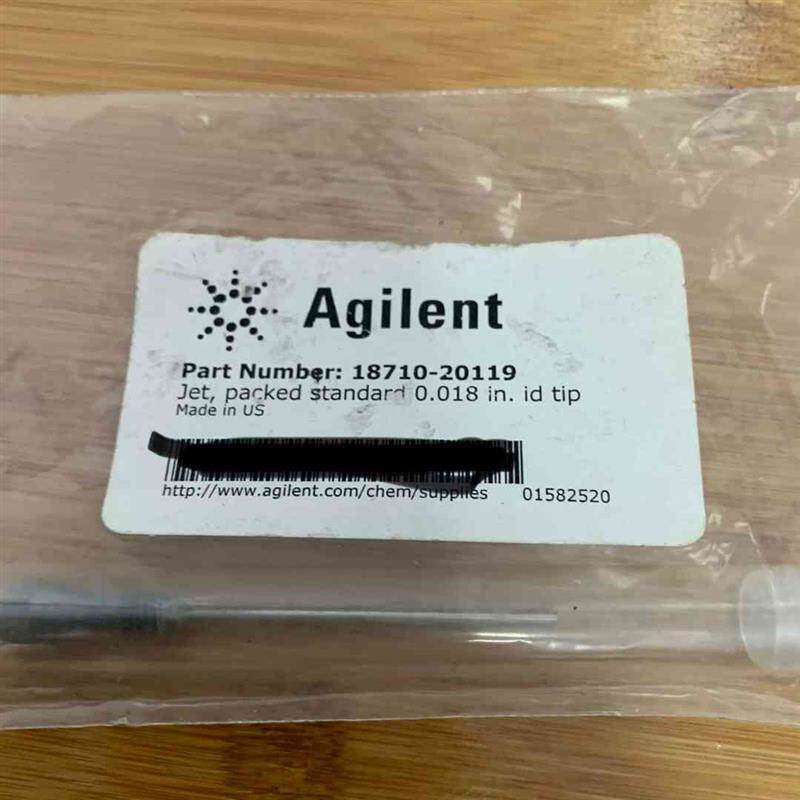 Agilent
Part Number: 18710-20119
Jet, packed standard 0.018 in. id tip
Made in US
http://www.agilent.com/chem/supplies 01582520